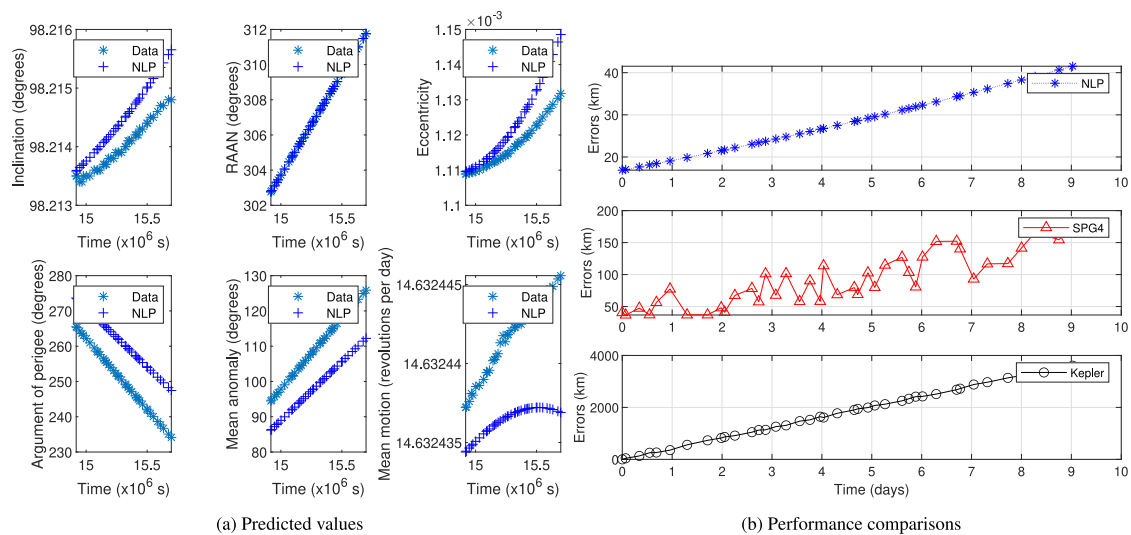 98.216
98.215
98.214
98.213
Inclination (degrees)
15 15.5
Time (x10^6 s)
Data
NLP
312
310
308
306
304
302
RAAN (degrees)
15 15.5
Time (x10^6 s)
Data
NLP
×10^-3
1.15
1.14
1.13
1.12
1.11
1.1
Eccentricity
15 15.5
Time (x10^6 s)
Data
NLP
280
270
260
250
240
230
Argument of perigee (degrees)
15 15.5
Time (x10^6 s)
Data
NLP
130
120
110
100
90
80
Mean anomaly (degrees)
15 15.5
Time (x10^6 s)
Data
NLP
14.632445
14.63244
14.632435
Mean motion (revolutions per day)
15 15.5
Time (x10^6 s)
Data
NLP
(a) Predicted values
40
20
Errors (km)
NLP
0 1 2 3 4 5 6 7 8 9 10
200
150
100
50
Errors (km)
SPG4
0 1 2 3 4 5 6 7 8 9 10
4000
2000
0
Errors (km)
Kepler
0 1 2 3 4 5 6 7 8 9 10
Time (days)
(b) Performance comparisons